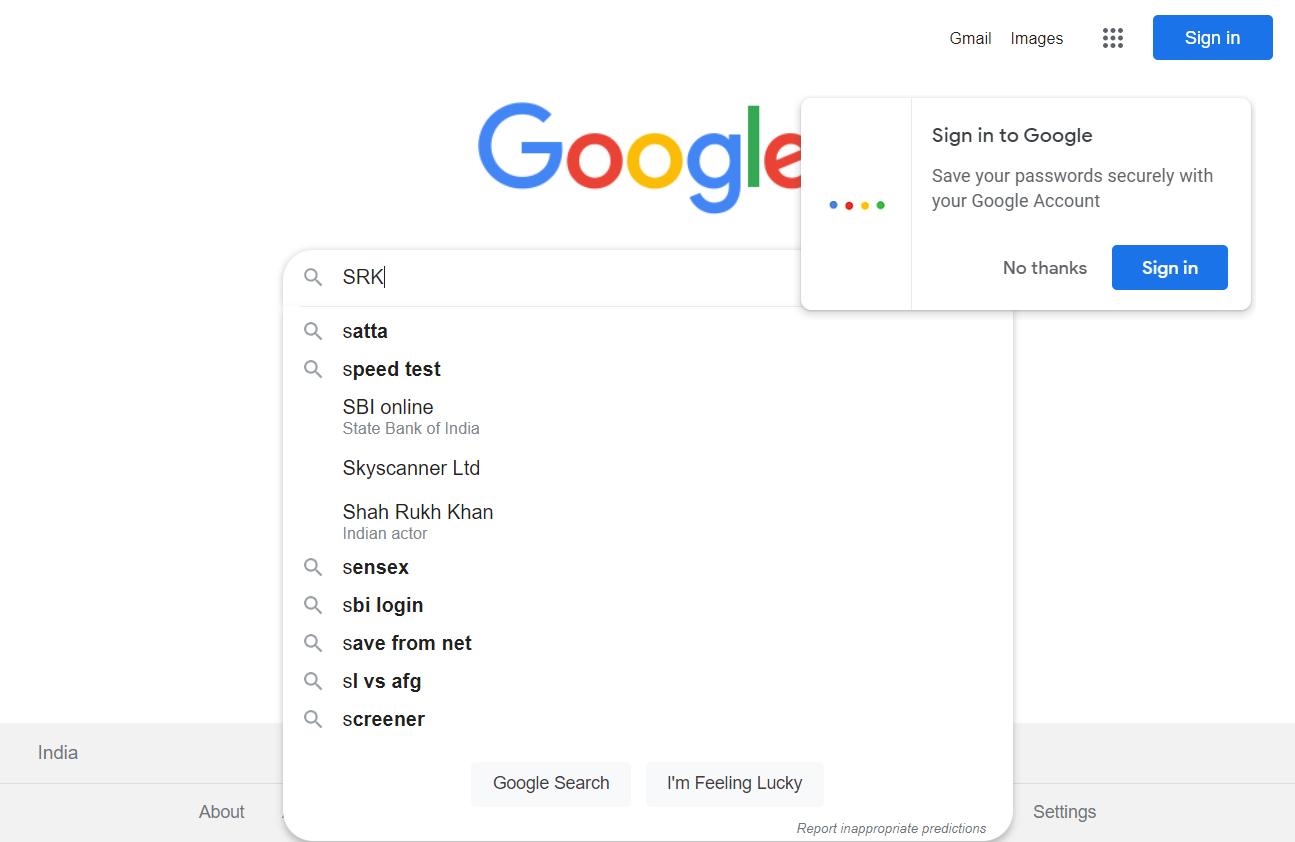 Gmail Images Sign in
Google
Sign in to Google
Save your passwords securely with
your Google Account
No thanks Sign in
SRK
satta
speed test
SBI online
State Bank of India
Skyscanner Ltd
Shah Rukh Khan
Indian actor
sensex
sbi login
save from net
sl vs afg
screener
Google Search I'm Feeling Lucky
Report inappropriate predictions
India
About Settings